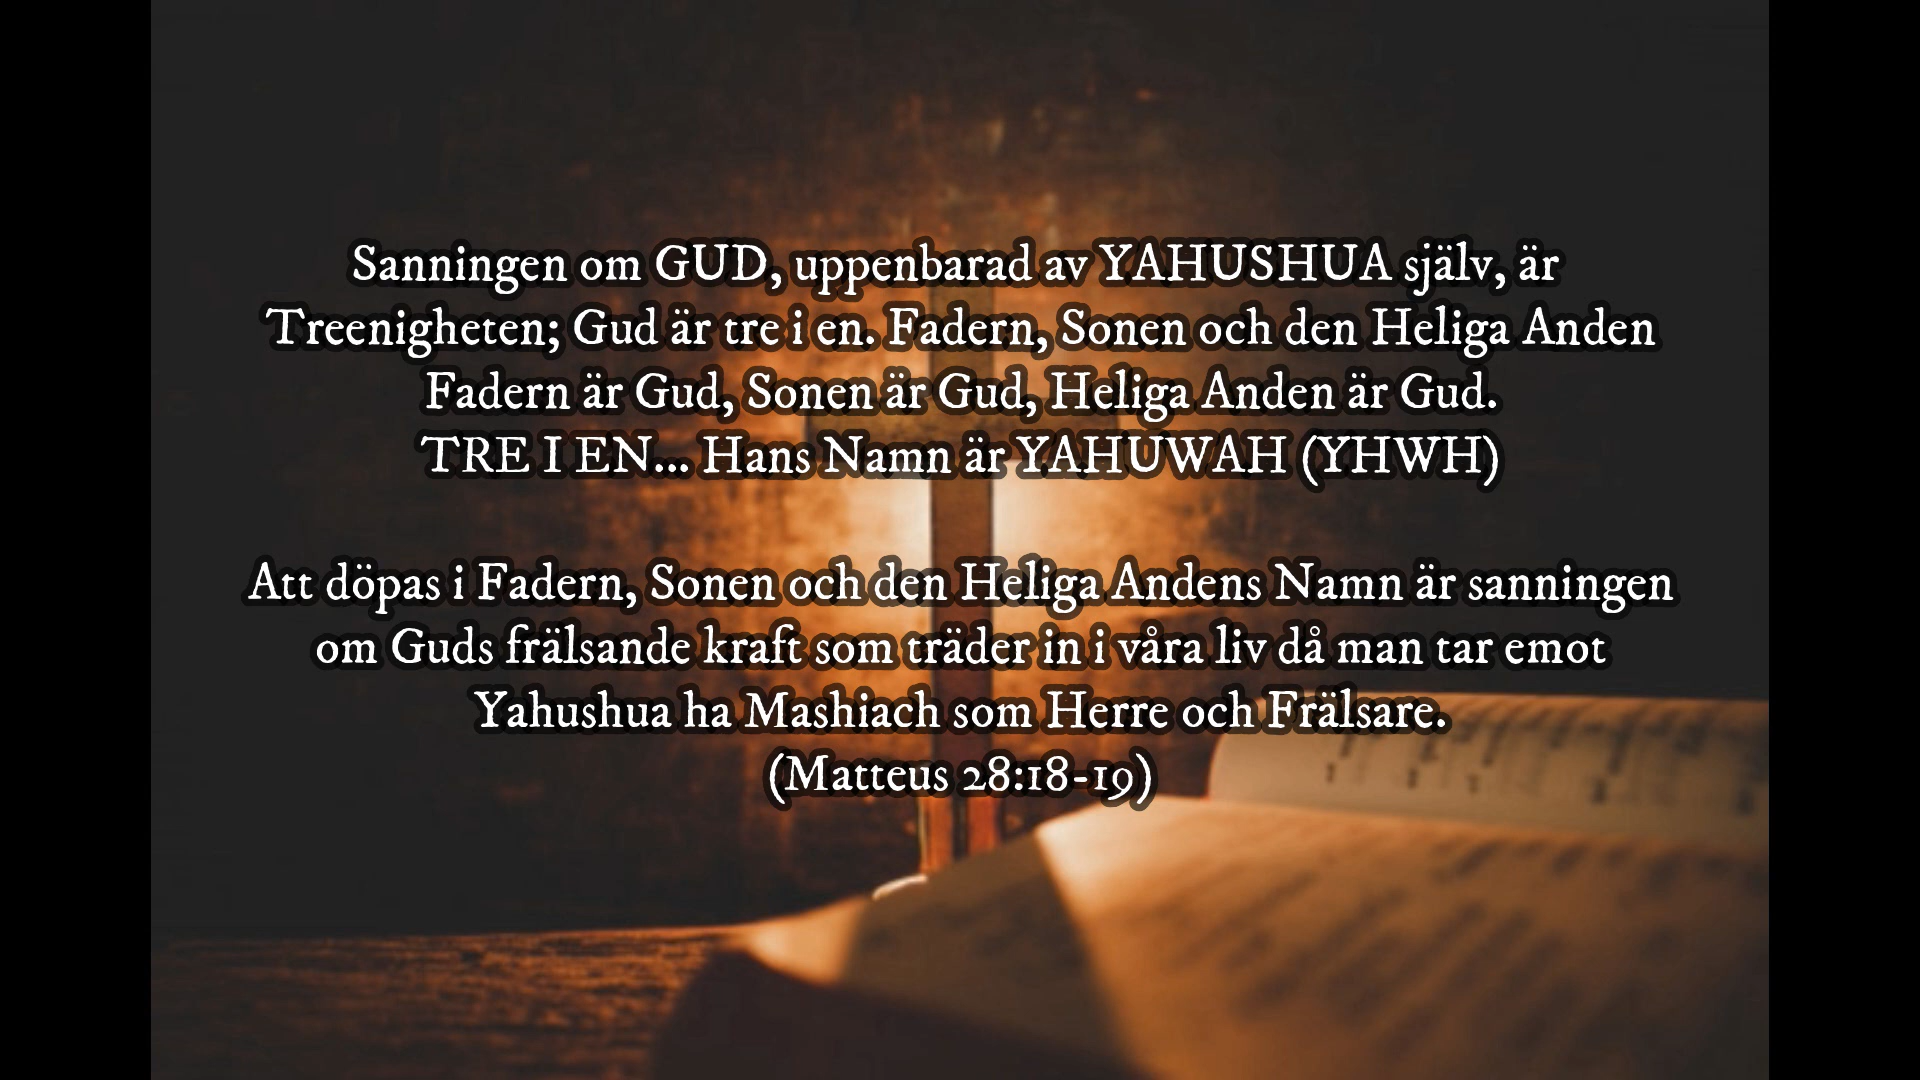 Sanningen om GUD, uppenbarad av YAHUSHUA själv, är
Treenigheten; Gud är tre i en. Fadern, Sonen och den Heliga Anden
Fadern är Gud, Sonen är Gud, Heliga Anden är Gud.
TRE I EN... Hans Namn är YAHUWAH (YHWH)
Att döpas i Fadern, Sonen och den Heliga Andens Namn är sanningen
om Guds frälsande kraft som träder in i våra liv då man tar emot
Yahushua ha Mashiach som Herre och Frälsare.
(Matteus 28:18-19)